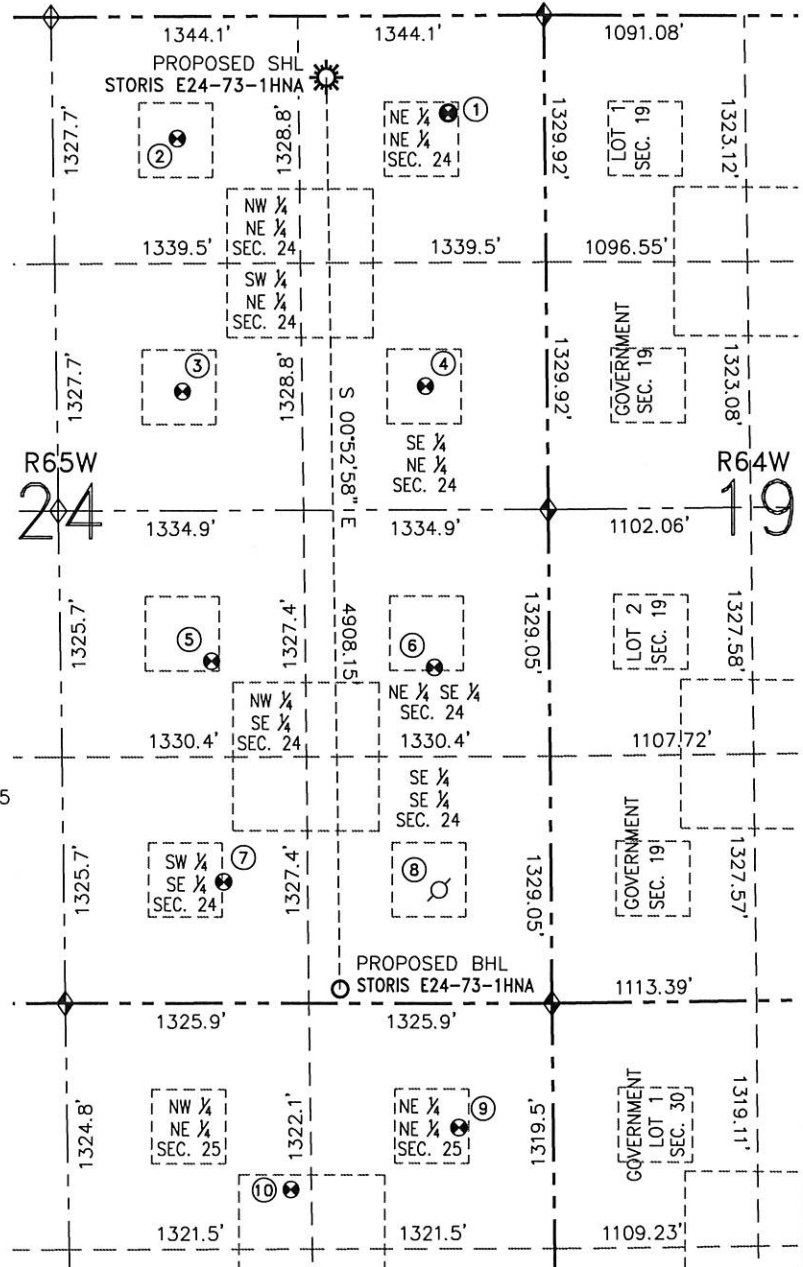 1344.1'
1344.1'
1091.08'
PROPOSED SHL
STORIS E24-73-1HNA
1327.7'
1328.8'
1329.92'
1323.12'
②
NE ¼
NE ¼
SEC. 24
①
LOT 1
SEC. 19
NW ¼
NE ¼
SEC. 24
1339.5'
1339.5'
1096.55'
SW ¼
NE ¼
SEC. 24
1327.7'
③
1328.8'
S 00°52'58" E
④
1329.92'
GOVERNMENT
SEC. 19
1323.08'
SE ¼
NE ¼
SEC. 24
R65W
24
R64W
19
1334.9'
1334.9'
1102.06'
1325.7'
⑤
1327.4'
4908.15'
⑥
1329.05'
LOT 2
SEC. 19
1327.58'
NE ¼ SE ¼
SEC. 24
NW ¼
SE ¼
SEC. 24
1330.4'
1330.4'
1107.72'
SE ¼
SE ¼
SEC. 24
5
1325.7'
SW ¼
SE ¼
SEC. 24
⑦
1327.4'
⑧
1329.05'
GOVERNMENT
SEC. 19
1327.57'
PROPOSED BHL
STORIS E24-73-1HNA
1325.9'
1325.9'
1113.39'
1324.8'
NW ¼
NE ¼
SEC. 25
1322.1'
NE ¼
NE ¼
SEC. 25
⑨
1319.5'
GOVERNMENT
LOT 1
SEC. 30
1319.11'
⑩
1321.5'
1321.5'
1109.23'